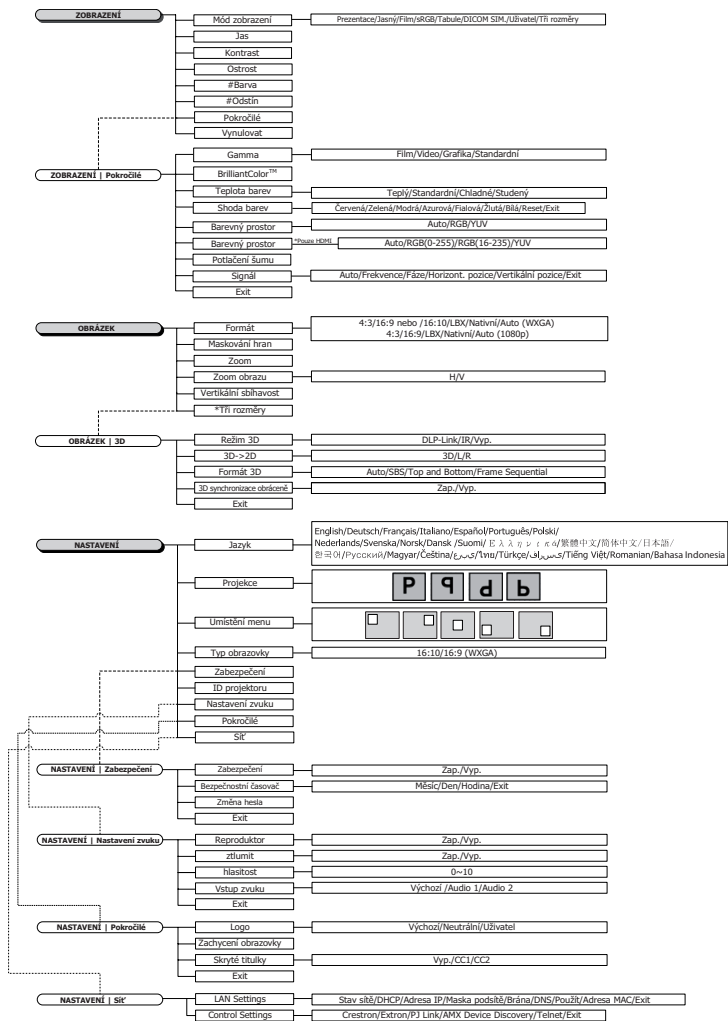 ZOBRAZENÍ
Mód zobrazení
Prezentace/Jasný/Film/sRGB/Tabule/DICOM SIM./Uživatel/Tři rozměry
Jas
Kontrast
Ostrost
#Barva
#Odstín
Pokročilé
Vynulovat
ZOBRAZENÍ | Pokročilé
Gamma
Film/Video/Grafika/Standardní
BrilliantColor™
Teplota barev
Teplý/Standardní/Chladné/Studený
Shoda barev
Červená/Zelená/Modrá/Azurová/Fialová/Žlutá/Bílá/Reset/Exit
Barevný prostor
Auto/RGB/YUV
Barevný prostor
*Pouze HDMI
Auto/RGB(0-255)/RGB(16-235)/YUV
Potlačení šumu
Signál
Auto/Frekvence/Fáze/Horizont. pozice/Vertikální pozice/Exit
Exit
OBRÁZEK
Formát
4:3/16:9 nebo /16:10/LBX/Nativní/Auto (WXGA)
4:3/16:9/LBX/Nativní/Auto (1080p)
Maskování hran
Zoom
Zoom obrazu
H/V
Vertikální sbíhavost
*Tři rozměry
OBRÁZEK | 3D
Režim 3D
DLP-Link/IR/Vyp.
3D->2D
3D/L/R
Formát 3D
Auto/SBS/Top and Bottom/Frame Sequential
3D synchronizace obráceně
Zap./Vyp.
Exit
NASTAVENÍ
Jazyk
English/Deutsch/Français/Italiano/Español/Português/Polski/
Nederlands/Svenska/Norsk/Dansk /Suomi/Ελληνικά/繁體中文/简体中文/日本語/
한국어/Русский/Magyar/Čeština/عربي/ไทย/Türkçe/فارسی/Tiếng Việt/Romanian/Bahasa Indonesia
Projekce
P P P P
Umístění menu
Typ obrazovky
16:10/16:9 (WXGA)
Zabezpečení
ID projektoru
Nastavení zvuku
Pokročilé
Síť
NASTAVENÍ | Zabezpečení
Zabezpečení
Zap./Vyp.
Bezpečnostní časovač
Měsíc/Den/Hodina/Exit
Změna hesla
Exit
NASTAVENÍ | Nastavení zvuku
Reproduktor
Zap./Vyp.
ztlumit
Zap./Vyp.
hlasitost
0~10
Vstup zvuku
Výchozí /Audio 1/Audio 2
Exit
NASTAVENÍ | Pokročilé
Logo
Výchozí/Neutrální/Uživatel
Zachycení obrazovky
Skryté titulky
Vyp./CC1/CC2
Exit
NASTAVENÍ | Síť
LAN Settings
Stav sítě/DHCP/Adresa IP/Maska podsítě/Brána/DNS/Použít/Adresa MAC/Exit
Control Settings
Crestron/Extron/PJ Link/AMX Device Discovery/Telnet/Exit